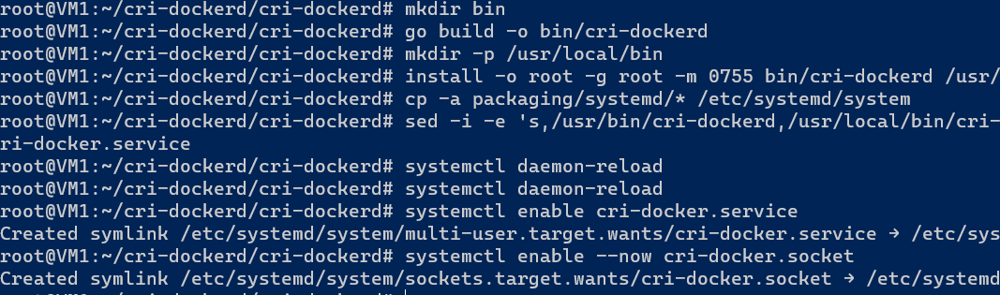 root@VM1:~/cri-dockerd/cri-dockerd# mkdir bin
root@VM1:~/cri-dockerd/cri-dockerd# go build -o bin/cri-dockerd
root@VM1:~/cri-dockerd/cri-dockerd# mkdir -p /usr/local/bin
root@VM1:~/cri-dockerd/cri-dockerd# install -o root -g root -m 0755 bin/cri-dockerd /usr/
root@VM1:~/cri-dockerd/cri-dockerd# cp -a packaging/systemd/* /etc/systemd/system
root@VM1:~/cri-dockerd/cri-dockerd# sed -i -e 's,/usr/bin/cri-dockerd,/usr/local/bin/cri-
ri-docker.service
root@VM1:~/cri-dockerd/cri-dockerd# systemctl daemon-reload
root@VM1:~/cri-dockerd/cri-dockerd# systemctl daemon-reload
root@VM1:~/cri-dockerd/cri-dockerd# systemctl enable cri-docker.service
Created symlink /etc/systemd/system/multi-user.target.wants/cri-docker.service → /etc/sys
root@VM1:~/cri-dockerd/cri-dockerd# systemctl enable --now cri-docker.socket
Created symlink /etc/systemd/system/sockets.target.wants/cri-docker.socket → /etc/systemd
root@VM1:~/cri-dockerd/cri-dockerd#